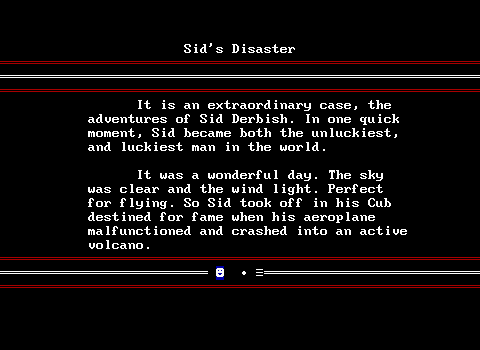 Sid's Disaster
It is an extraordinary case, the
adventures of Sid Derbish. In one quick
moment, Sid became both the unluckiest,
and luckiest man in the world.
It was a wonderful day. The sky
was clear and the wind light. Perfect
for flying. So Sid took off in his Cub
destined for fame when his aeroplane
malfunctioned and crashed into an active
volcano.